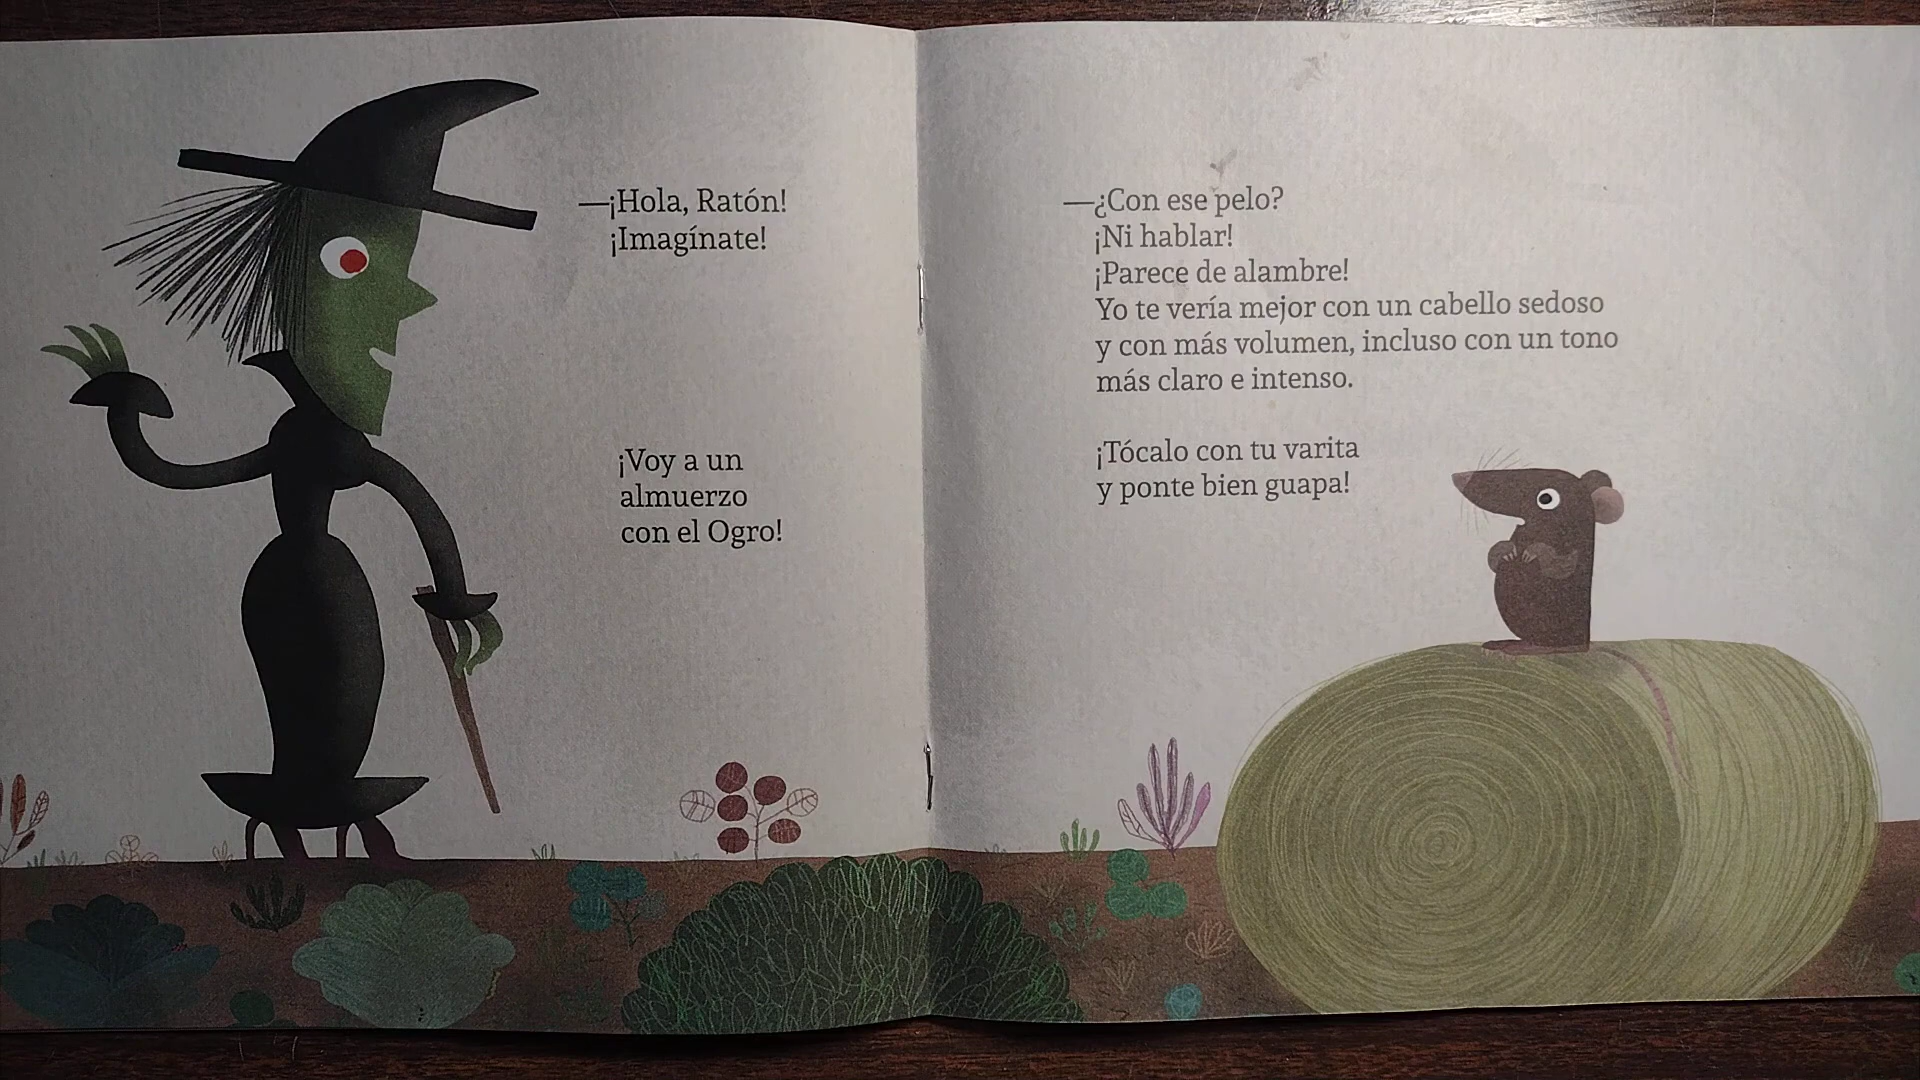 —¡Hola, Ratón!
¡Imagínate!
¡Voy a un
almuerzo
con el Ogro!
—¿Con ese pelo?
¡Ni hablar!
¡Parece de alambre!
Yo te vería mejor con un cabello sedoso
y con más volumen, incluso con un tono
más claro e intenso.
¡Tócalo con tu varita
y ponte bien guapa!